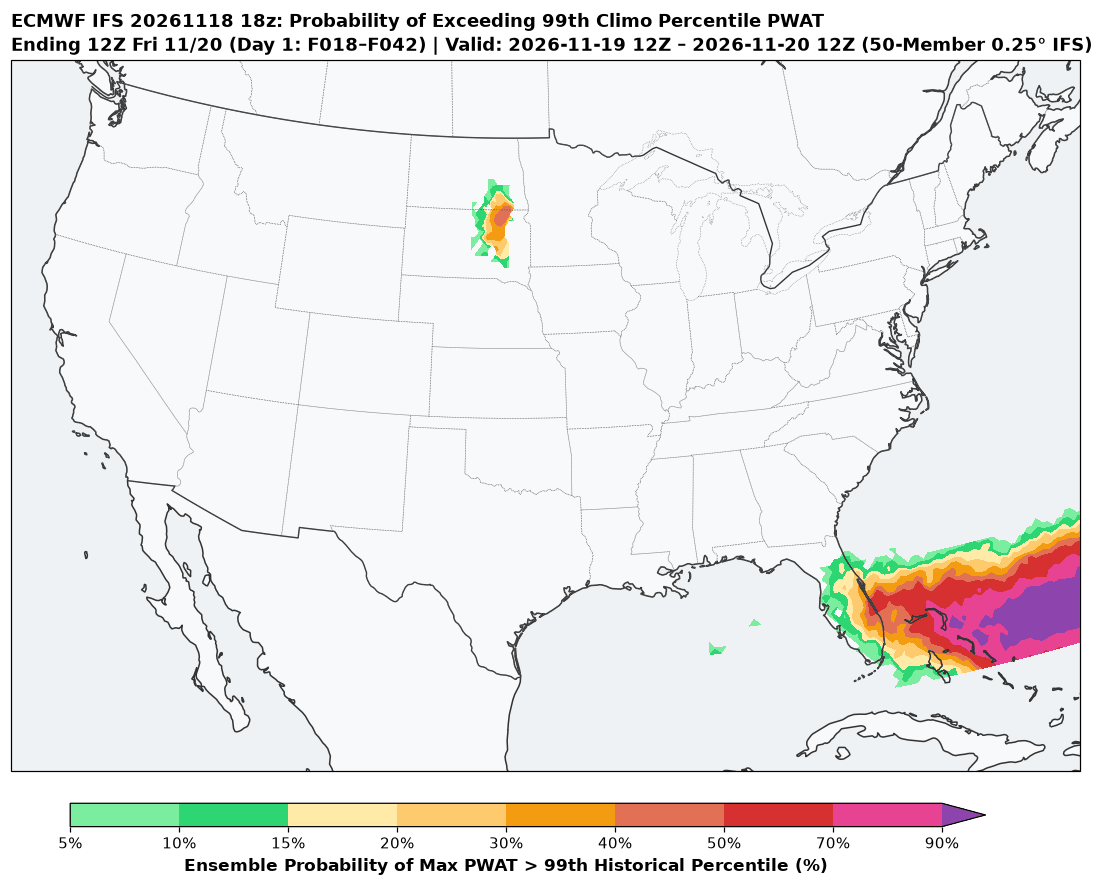 ECMWF IFS 20261118 18z: Probability of Exceeding 99th Climo Percentile PWAT
Ending 12Z Fri 11/20 (Day 1: F018–F042) | Valid: 2026-11-19 12Z – 2026-11-20 12Z (50-Member 0.25° IFS)
5% 10% 15% 20% 30% 40% 50% 70% 90%
Ensemble Probability of Max PWAT > 99th Historical Percentile (%)